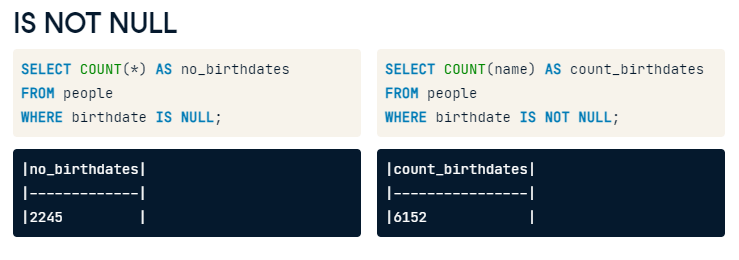 IS NOT NULL
SELECT COUNT(*) AS no_birthdates
FROM people
WHERE birthdate IS NULL;
|no_birthdates|
|-------------|
|2245         |
SELECT COUNT(name) AS count_birthdates
FROM people
WHERE birthdate IS NOT NULL;
|count_birthdates|
|----------------|
|6152            |